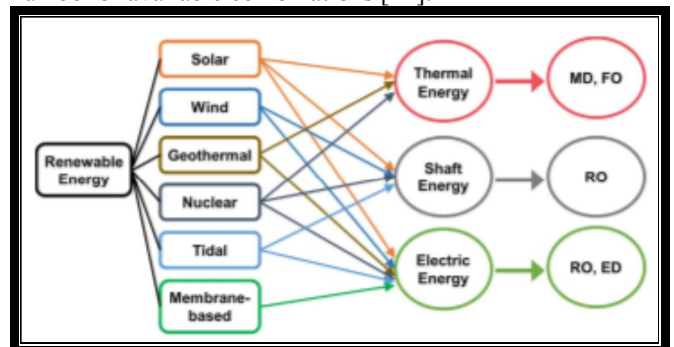 Renewable
Energy
Solar
Wind
Geothermal
Nuclear
Tidal
Membrane-
based
Thermal
Energy
Shaft
Energy
Electric
Energy
MD, FO
RO
RO, ED